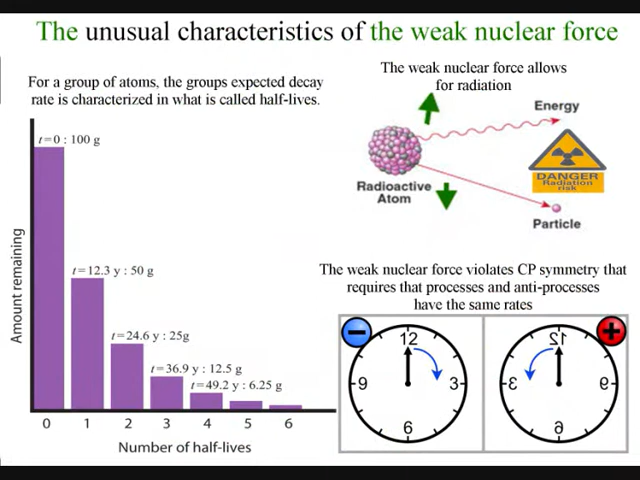 The unusual characteristics of the weak nuclear force
For a group of atoms, the groups expected decay
rate is characterized in what is called half-lives.
t=0 : 100 g
t=12.3 y : 50 g
t=24.6 y : 25g
t=36.9 y : 12.5 g
t=49.2 y : 6.25 g
Amount remaining
0 1 2 3 4 5 6
Number of half-lives
The weak nuclear force allows
for radiation
Energy
Radioactive
Atom
DANGER
Radiation
risk
Particle
The weak nuclear force violates CP symmetry that
requires that processes and anti-processes
have the same rates
− +
12 12
9 3 3 9
6 6